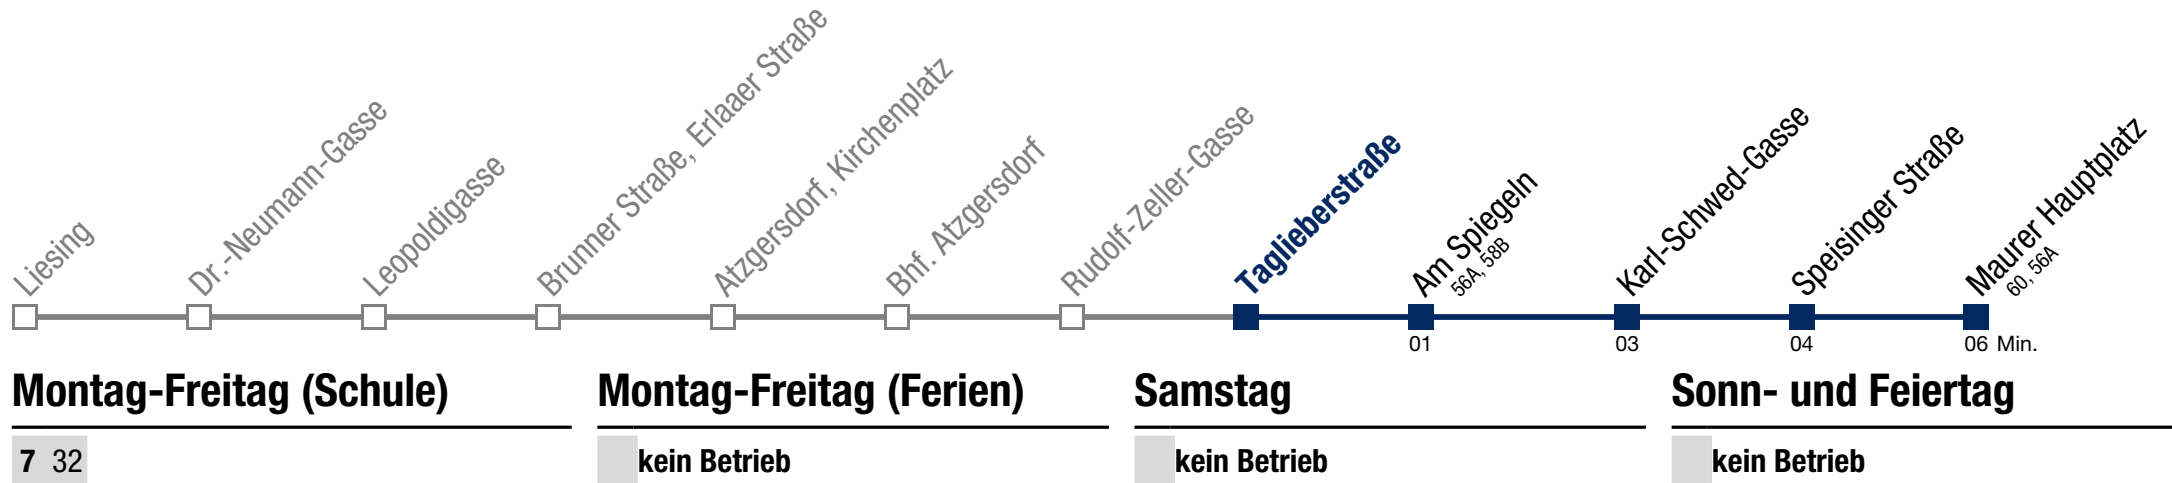 Liesing
Dr.-Neumann-Gasse
Leopoldigasse
Brunner Straße, Erlaaer Straße
Atzgersdorf, Kirchenplatz
Bhf. Atzgersdorf
Rudolf-Zeller-Gasse
Taglieberstraße
Am Spiegeln
56A, 58B
Karl-Schwed-Gasse
Speisinger Straße
Maurer Hauptplatz
60, 56A
01 03 04 06 Min.
Montag-Freitag (Schule)
7 32
Montag-Freitag (Ferien)
kein Betrieb
Samstag
kein Betrieb
Sonn- und Feiertag
kein Betrieb